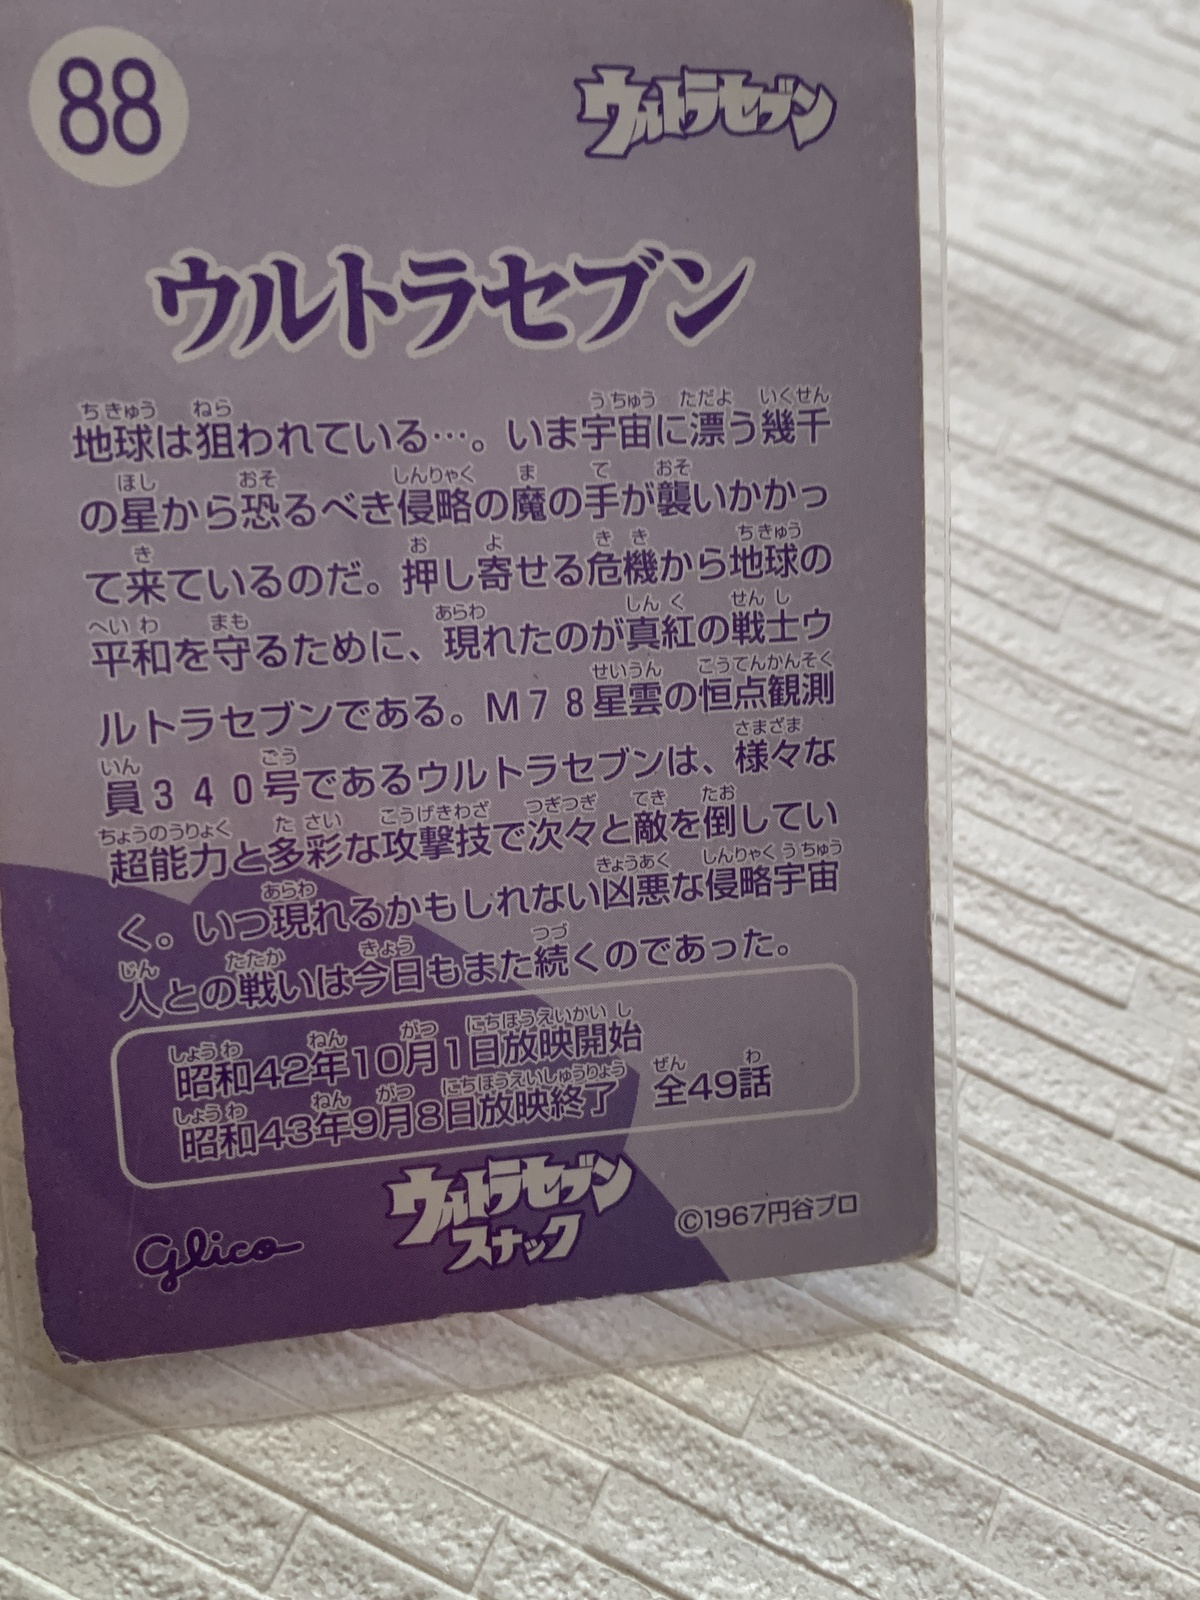 88
ウルトラセブン
ウルトラセブン
地球は狙われている…。いま宇宙に漂う幾千
の星から恐るべき侵略の魔の手が襲いかかっ
て来ているのだ。押し寄せる危機から地球の
平和を守るために、現れたのが真紅の戦士ウ
ルトラセブンである。M78星雲の恒点観測
員340号であるウルトラセブンは、様々な
超能力と多彩な攻撃技で次々と敵を倒してい
く。いつ現れるかもしれない凶悪な侵略宇宙
人との戦いは今日もまた続くのであった。
昭和42年10月1日放映開始
昭和43年9月8日放映終了　全49話
Glico
ウルトラセブン
スナック
©1967円谷プロ